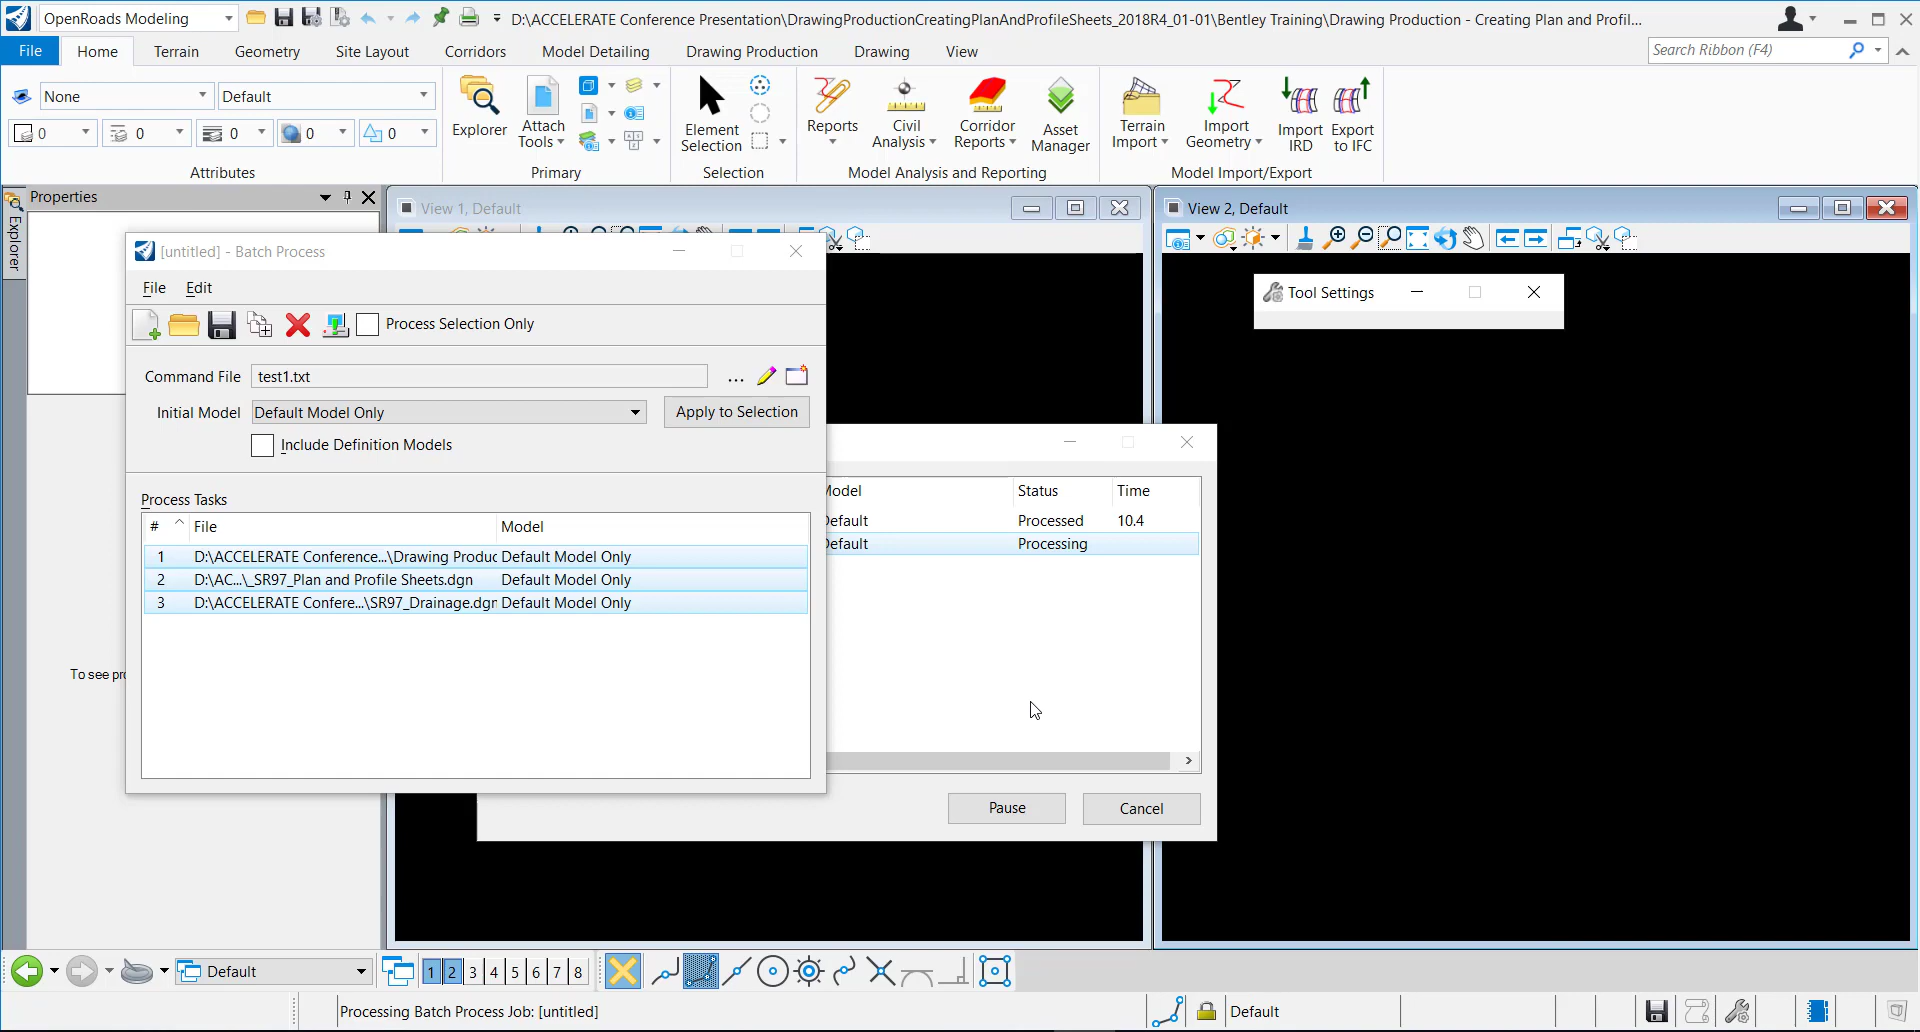 OpenRoads Modeling
D:\ACCELERATE Conference Presentation\DrawingProductionCreatingPlanAndProfileSheets_2018R4_01-01\Bentley Training\Drawing Production - Creating Plan and Profil...
File Home Terrain Geometry Site Layout Corridors Model Detailing Drawing Production Drawing View
Search Ribbon (F4)
None Default
0 0 0 0 0
Attributes
Explorer
Attach Tools
Primary
Element Selection
Selection
Reports
Civil Analysis
Corridor Reports
Asset Manager
Model Analysis and Reporting
Terrain Import
Import Geometry
Import IRD
Export to IFC
Model Import/Export
Explorer
Properties
To see pr
View 1, Default
View 2, Default
Tool Settings
[untitled] - Batch Process
File Edit
Process Selection Only
Command File test1.txt ...
Initial Model Default Model Only Apply to Selection
Include Definition Models
Process Tasks
# File Model
1 D:\ACCELERATE Conference...\Drawing Produc Default Model Only
2 D:\AC...\_SR97_Plan and Profile Sheets.dgn Default Model Only
3 D:\ACCELERATE Confere...\SR97_Drainage.dgn Default Model Only
Model Status Time
Default Processed 10.4
Default Processing
Pause Cancel
Default
1 2 3 4 5 6 7 8
Processing Batch Process Job: [untitled]
Default